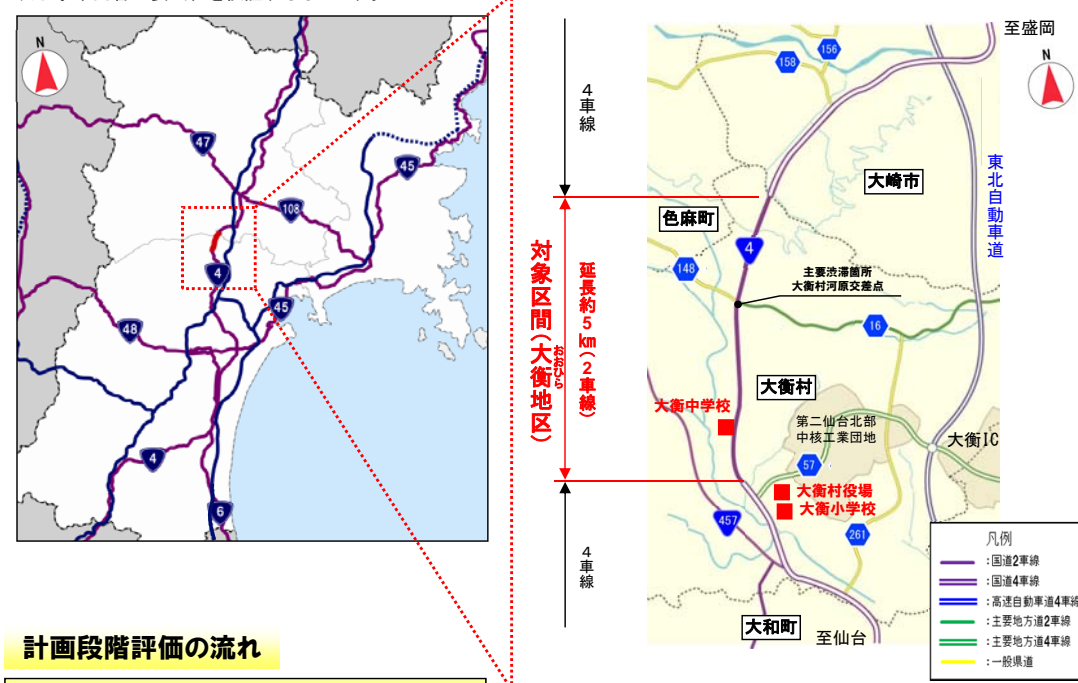 N
47
45
108
4
45
48
4
6
計画段階評価の流れ
4車線
対象区間(大衡地区)
おおひら
延長約5km(2車線)
4車線
至盛岡
N
156
158
東北自動車道
大崎市
色麻町
4
148
主要渋滞箇所
大衡村河原交差点
16
大衡村
大衡中学校
第二仙台北部
中核工業団地
大衡IC
57
大衡村役場
大衡小学校
457
261
大和町
至仙台
凡例
:国道2車線
:国道4車線
:高速自動車道4車線
:主要地方道2車線
:主要地方道4車線
:一般県道